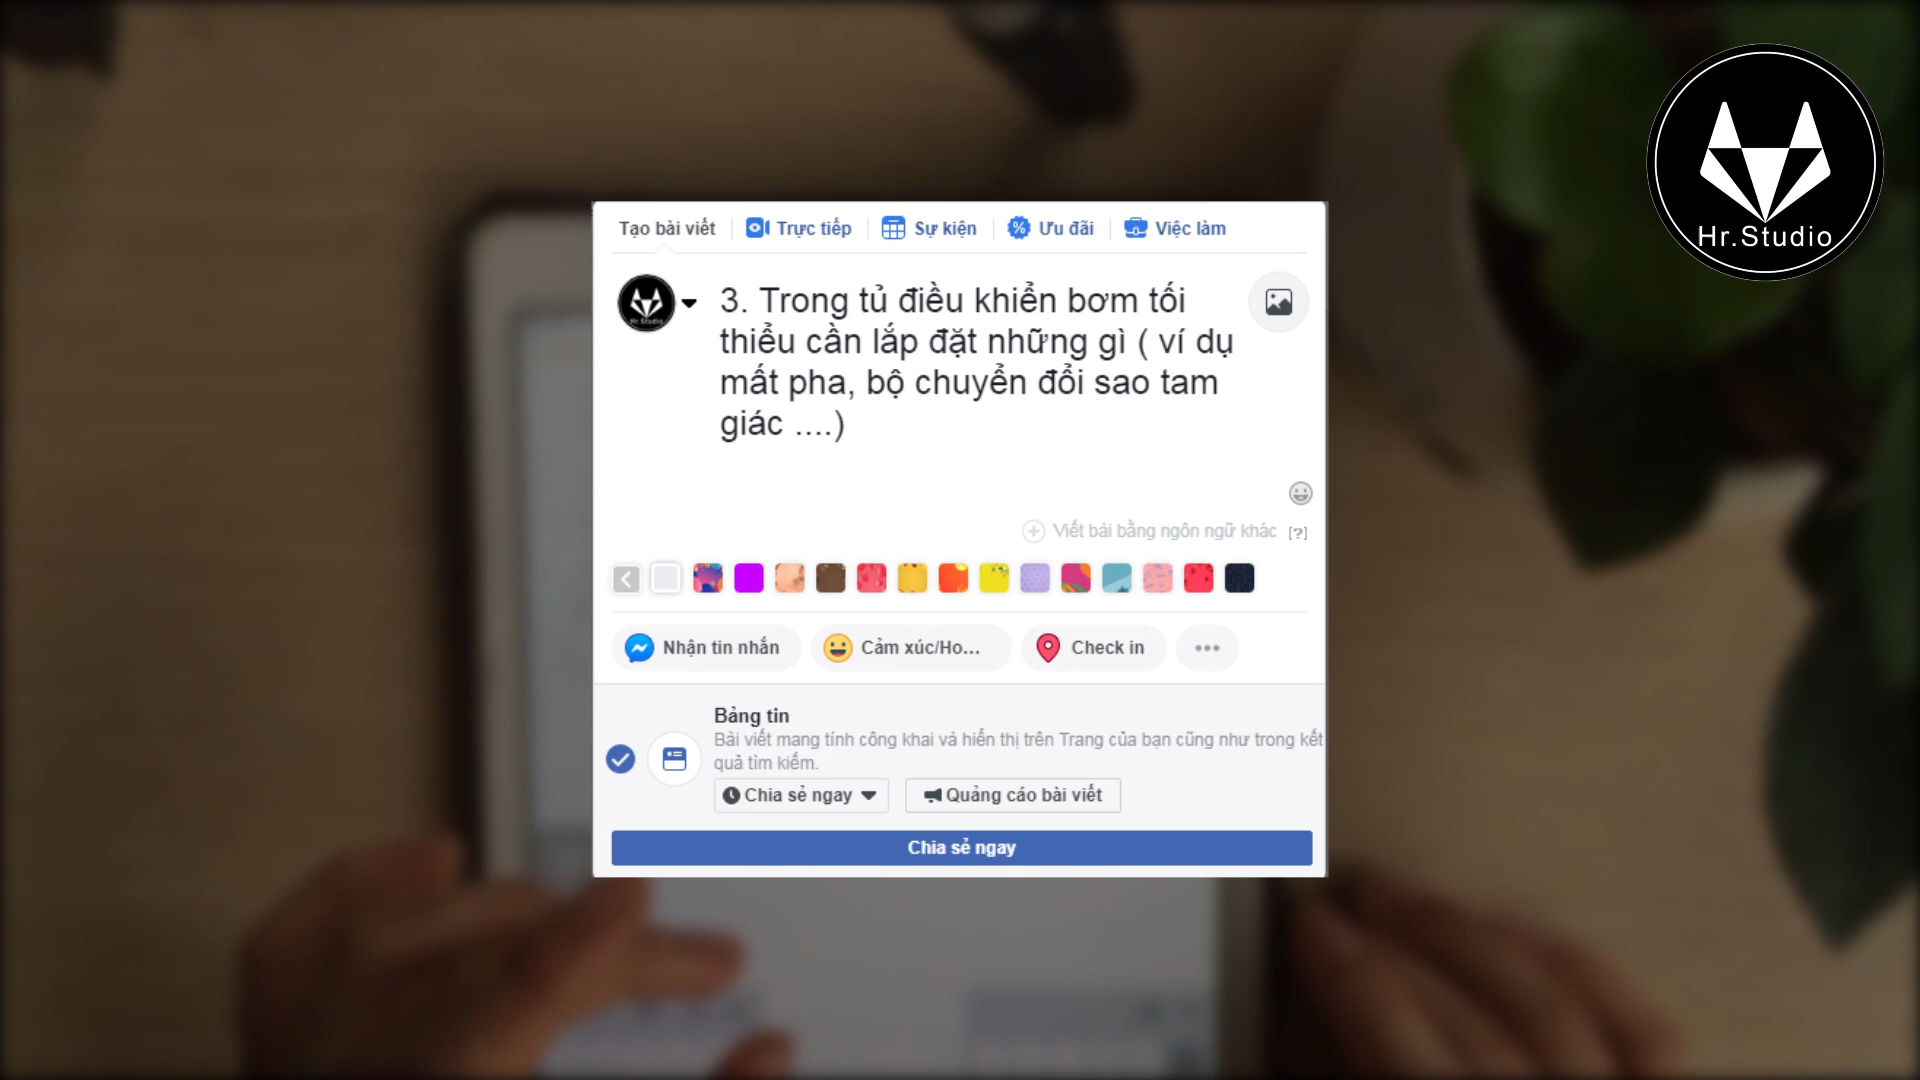 Hr.Studio
Tạo bài viết Trực tiếp Sự kiện Ưu đãi Việc làm
3. Trong tủ điều khiển bơm tối
thiểu cần lắp đặt những gì ( ví dụ
mất pha, bộ chuyển đổi sao tam
giác ....)
Viết bài bằng ngôn ngữ khác [?]
Nhận tin nhắn Cảm xúc/Ho... Check in
Bảng tin
Bài viết mang tính công khai và hiển thị trên Trang của bạn cũng như trong kết
quả tìm kiếm.
Chia sẻ ngay Quảng cáo bài viết
Chia sẻ ngay